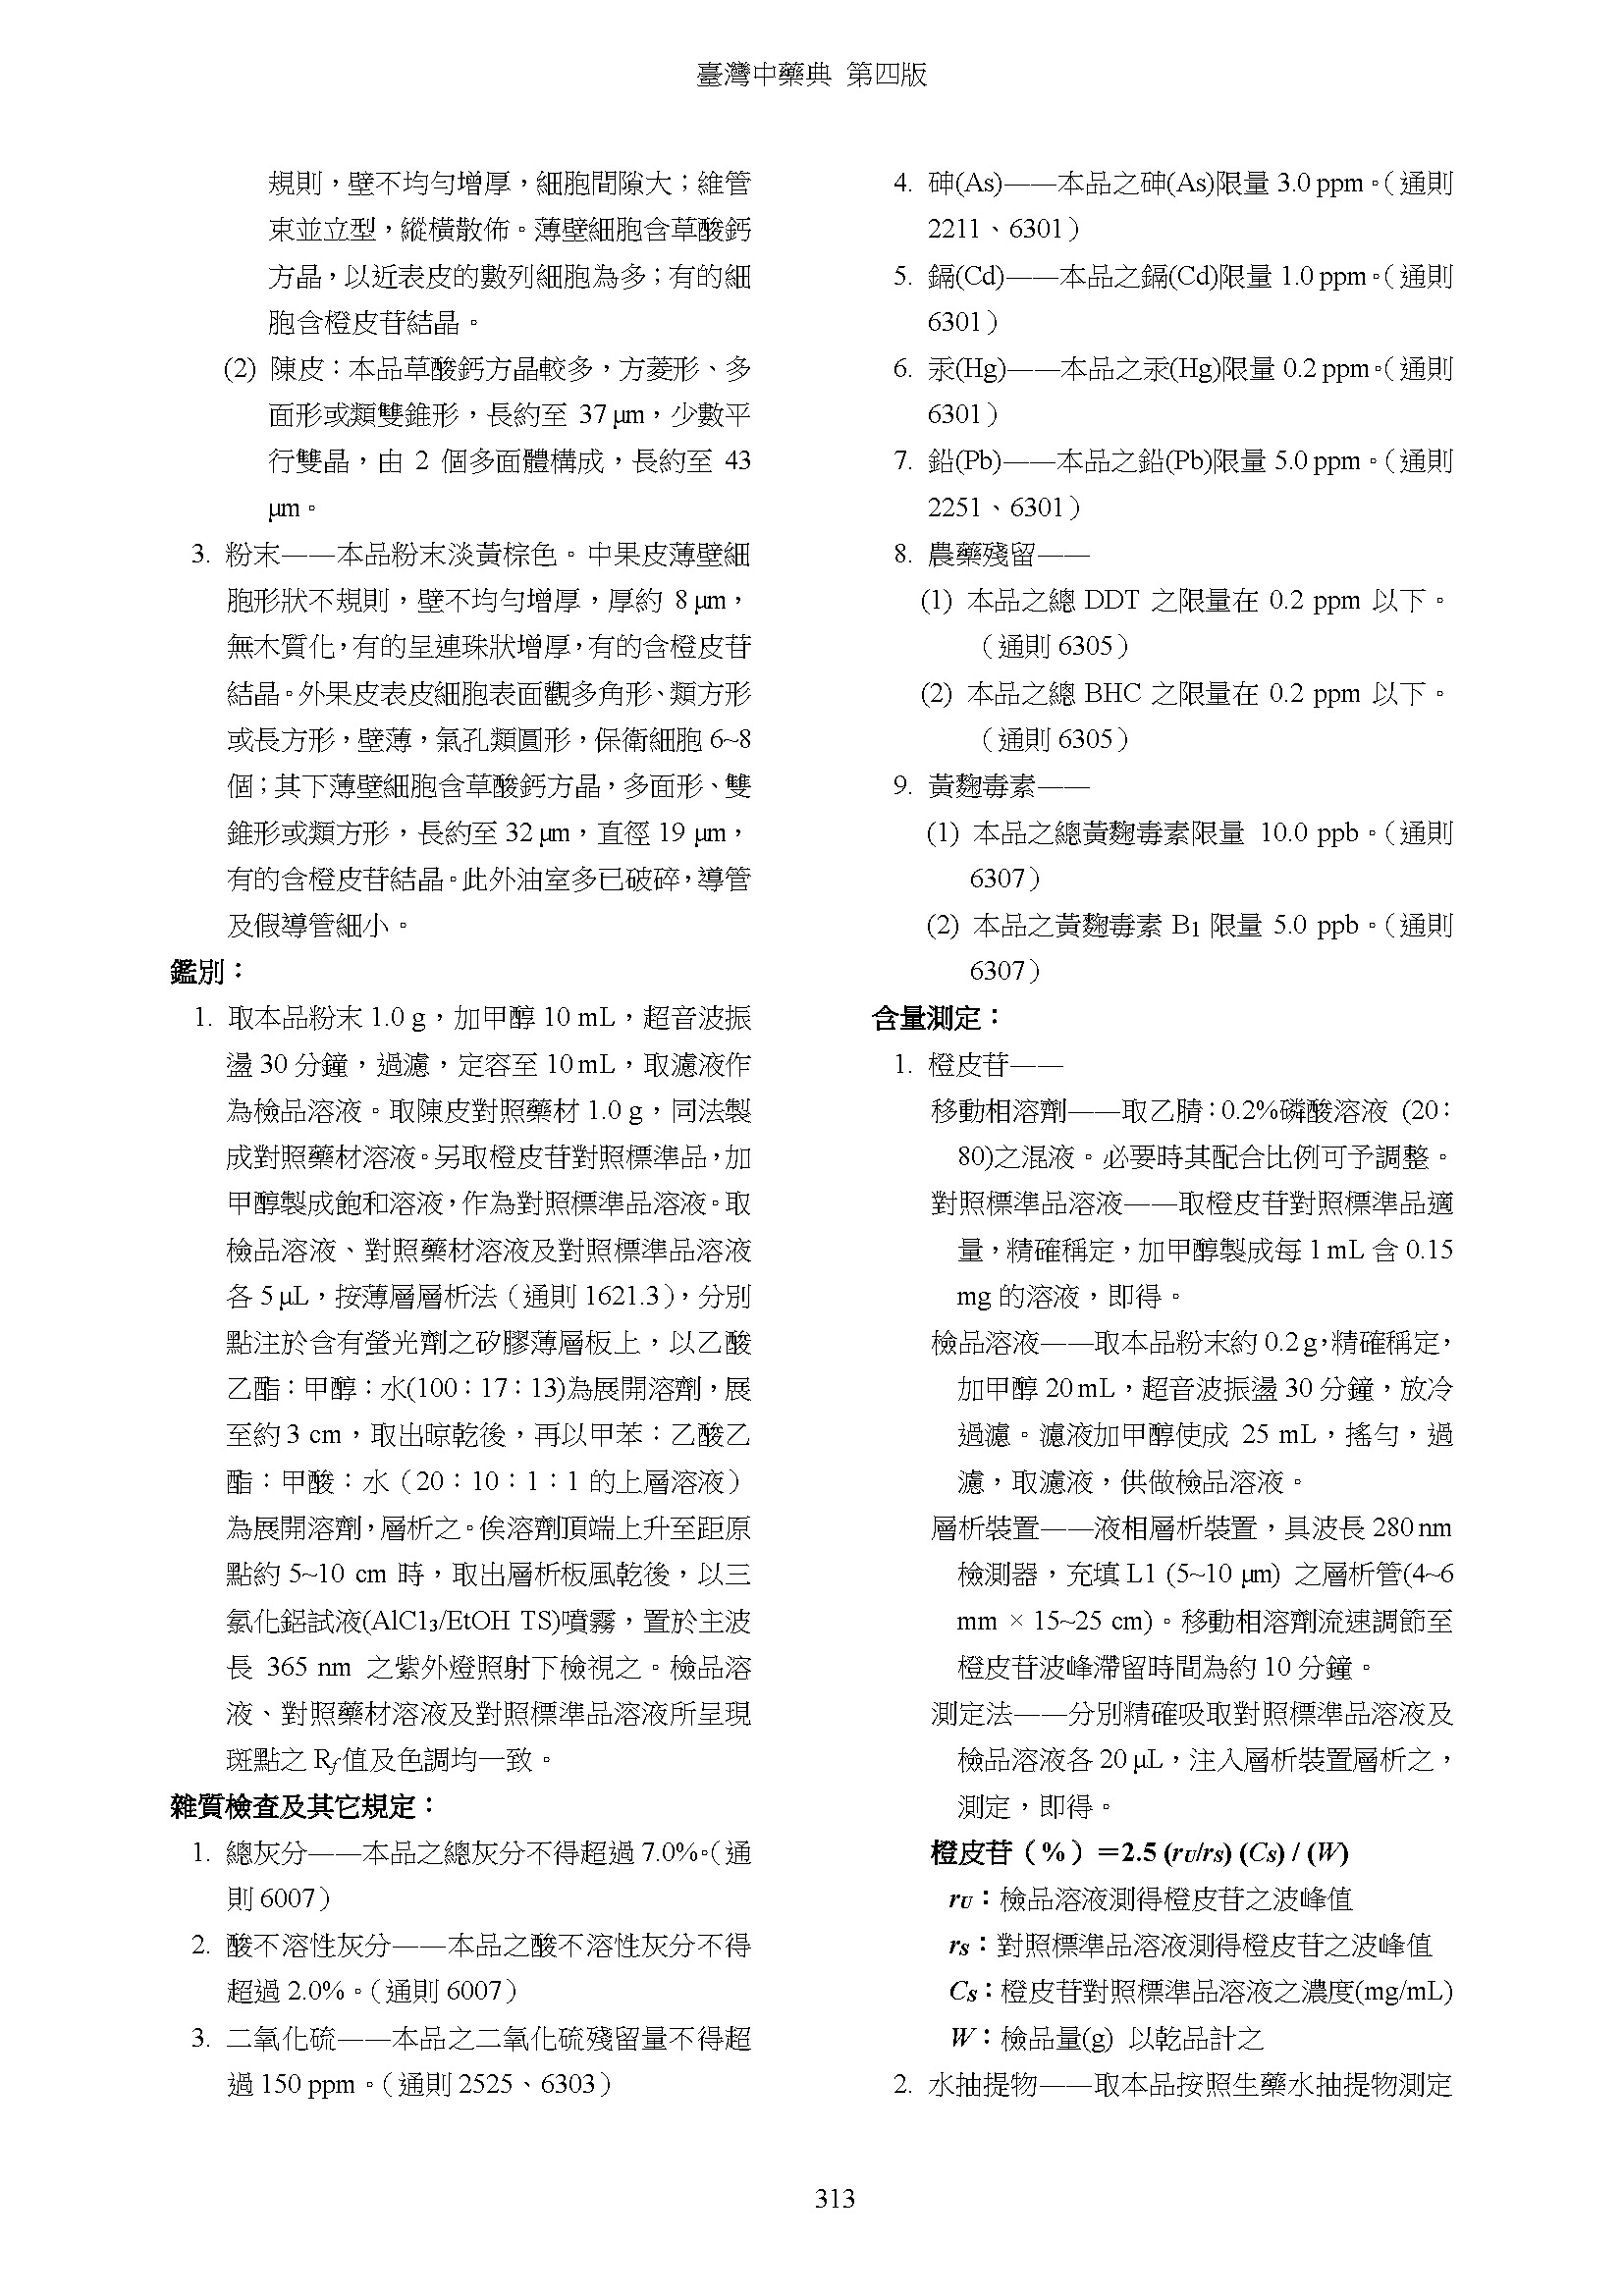 臺灣中藥典 第四版
規則，壁不均勻增厚，細胞間隙大；維管
束並立型，縱橫散佈。薄壁細胞含草酸鈣
方晶，以近表皮的數列細胞為多；有的細
胞含橙皮苷結晶。
(2) 陳皮：本品草酸鈣方晶較多，方菱形、多
面形或類雙錐形，長約至 37 μm，少數平
行雙晶，由 2 個多面體構成，長約至 43
μm。
3. 粉末——本品粉末淡黃棕色。中果皮薄壁細
胞形狀不規則，壁不均勻增厚，厚約 8 μm，
無木質化，有的呈連珠狀增厚，有的含橙皮苷
結晶。外果皮表皮細胞表面觀多角形、類方形
或長方形，壁薄，氣孔類圓形，保衛細胞 6~8
個；其下薄壁細胞含草酸鈣方晶，多面形、雙
錐形或類方形，長約至 32 μm，直徑 19 μm，
有的含橙皮苷結晶。此外油室多已破碎，導管
及假導管細小。
鑑別：
1. 取本品粉末 1.0 g，加甲醇 10 mL，超音波振
盪 30 分鐘，過濾，定容至 10 mL，取濾液作
為檢品溶液。取陳皮對照藥材 1.0 g，同法製
成對照藥材溶液。另取橙皮苷對照標準品，加
甲醇製成飽和溶液，作為對照標準品溶液。取
檢品溶液、對照藥材溶液及對照標準品溶液
各 5 μL，按薄層層析法（通則 1621.3），分別
點注於含有螢光劑之矽膠薄層板上，以乙酸
乙酯：甲醇：水(100：17：13)為展開溶劑，展
至約 3 cm，取出晾乾後，再以甲苯：乙酸乙
酯：甲酸：水（20：10：1：1 的上層溶液）
為展開溶劑，層析之。俟溶劑頂端上升至距原
點約 5~10 cm 時，取出層析板風乾後，以三
氯化鋁試液(AlCl3/EtOH TS)噴霧，置於主波
長 365 nm 之紫外燈照射下檢視之。檢品溶
液、對照藥材溶液及對照標準品溶液所呈現
斑點之 Rf 值及色調均一致。
雜質檢查及其它規定：
1. 總灰分——本品之總灰分不得超過 7.0%。（通
則 6007）
2. 酸不溶性灰分——本品之酸不溶性灰分不得
超過 2.0%。（通則 6007）
3. 二氧化硫——本品之二氧化硫殘留量不得超
過 150 ppm。（通則 2525、6303）
4. 砷(As)——本品之砷(As)限量 3.0 ppm。（通則
2211、6301）
5. 鎘(Cd)——本品之鎘(Cd)限量 1.0 ppm。（通則
6301）
6. 汞(Hg)——本品之汞(Hg)限量 0.2 ppm。（通則
6301）
7. 鉛(Pb)——本品之鉛(Pb)限量 5.0 ppm。（通則
2251、6301）
8. 農藥殘留——
(1) 本品之總 DDT 之限量在 0.2 ppm 以下。
（通則 6305）
(2) 本品之總 BHC 之限量在 0.2 ppm 以下。
（通則 6305）
9. 黃麴毒素——
(1) 本品之總黃麴毒素限量 10.0 ppb。（通則
6307）
(2) 本品之黃麴毒素 B1 限量 5.0 ppb。（通則
6307）
含量測定：
1. 橙皮苷——
移動相溶劑——取乙腈：0.2%磷酸溶液 (20：
80)之混液。必要時其配合比例可予調整。
對照標準品溶液——取橙皮苷對照標準品適
量，精確稱定，加甲醇製成每 1 mL 含 0.15
mg 的溶液，即得。
檢品溶液——取本品粉末約 0.2 g，精確稱定，
加甲醇 20 mL，超音波振盪 30 分鐘，放冷
過濾。濾液加甲醇使成 25 mL，搖勻，過
濾，取濾液，供做檢品溶液。
層析裝置——液相層析裝置，具波長 280 nm
檢測器，充填 L1 (5~10 μm) 之層析管(4~6
mm × 15~25 cm)。移動相溶劑流速調節至
橙皮苷波峰滯留時間為約 10 分鐘。
測定法——分別精確吸取對照標準品溶液及
檢品溶液各 20 μL，注入層析裝置層析之，
測定，即得。
橙皮苷（%）＝2.5 (rU/rS) (CS) / (W)
rU：檢品溶液測得橙皮苷之波峰值
rS：對照標準品溶液測得橙皮苷之波峰值
CS：橙皮苷對照標準品溶液之濃度(mg/mL)
W：檢品量(g) 以乾品計之
2. 水抽提物——取本品按照生藥水抽提物測定
313